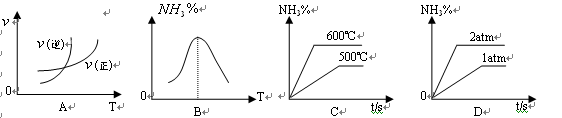 v
v(逆)
v(正)
0
A
T
NH₃%
0
B
T
NH₃%
600℃
500℃
0
C
t/s
NH₃%
2atm
1atm
0
D
t/s